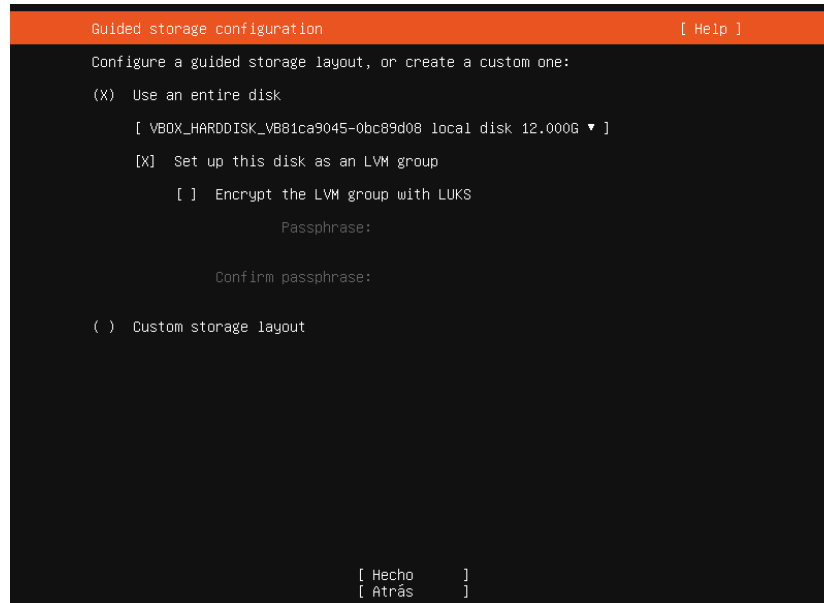 Guided storage configuration [ Help ]
Configure a guided storage layout, or create a custom one:
(X) Use an entire disk
[ VBOX_HARDDISK_VB81ca9045-0bc89d08 local disk 12.000G ▾ ]
[X] Set up this disk as an LVM group
[ ] Encrypt the LVM group with LUKS
Passphrase:
Confirm passphrase:
( ) Custom storage layout
[ Hecho ]
[ Atrás ]